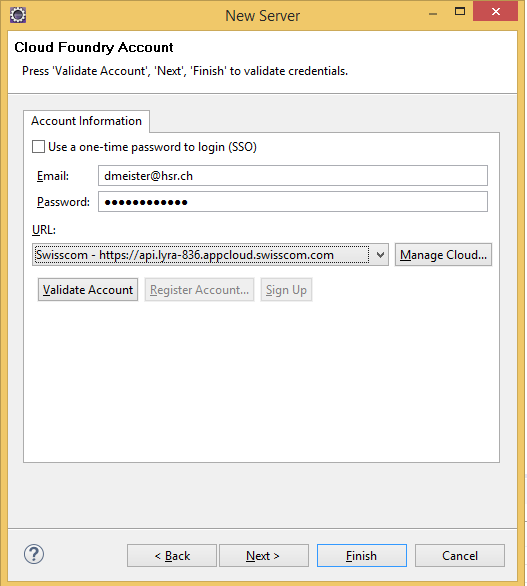 New Server
Cloud Foundry Account
Press 'Validate Account', 'Next', 'Finish' to validate credentials.
Account Information
Use a one-time password to login (SSO)
Email: dmeister@hsr.ch
Password: ●●●●●●●●●●●●
URL:
Swisscom - https://api.lyra-836.appcloud.swisscom.com Manage Cloud...
Validate Account Register Account... Sign Up
? < Back Next > Finish Cancel